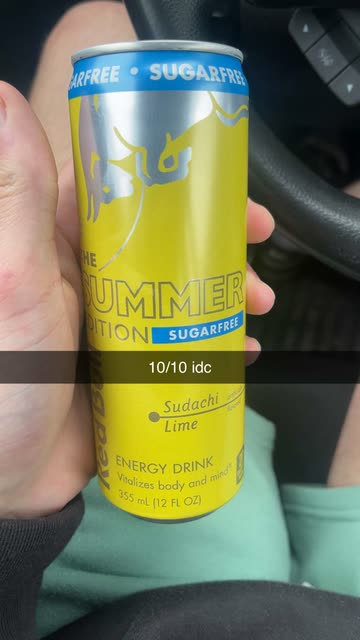 SUGARFREE • SUGARFREE
THE
SUMMER
EDITION SUGARFREE
10/10 idc
Sudachi
Lime
Red Bull
ENERGY DRINK
Vitalizes body and mind.®
355 mL (12 FL OZ)